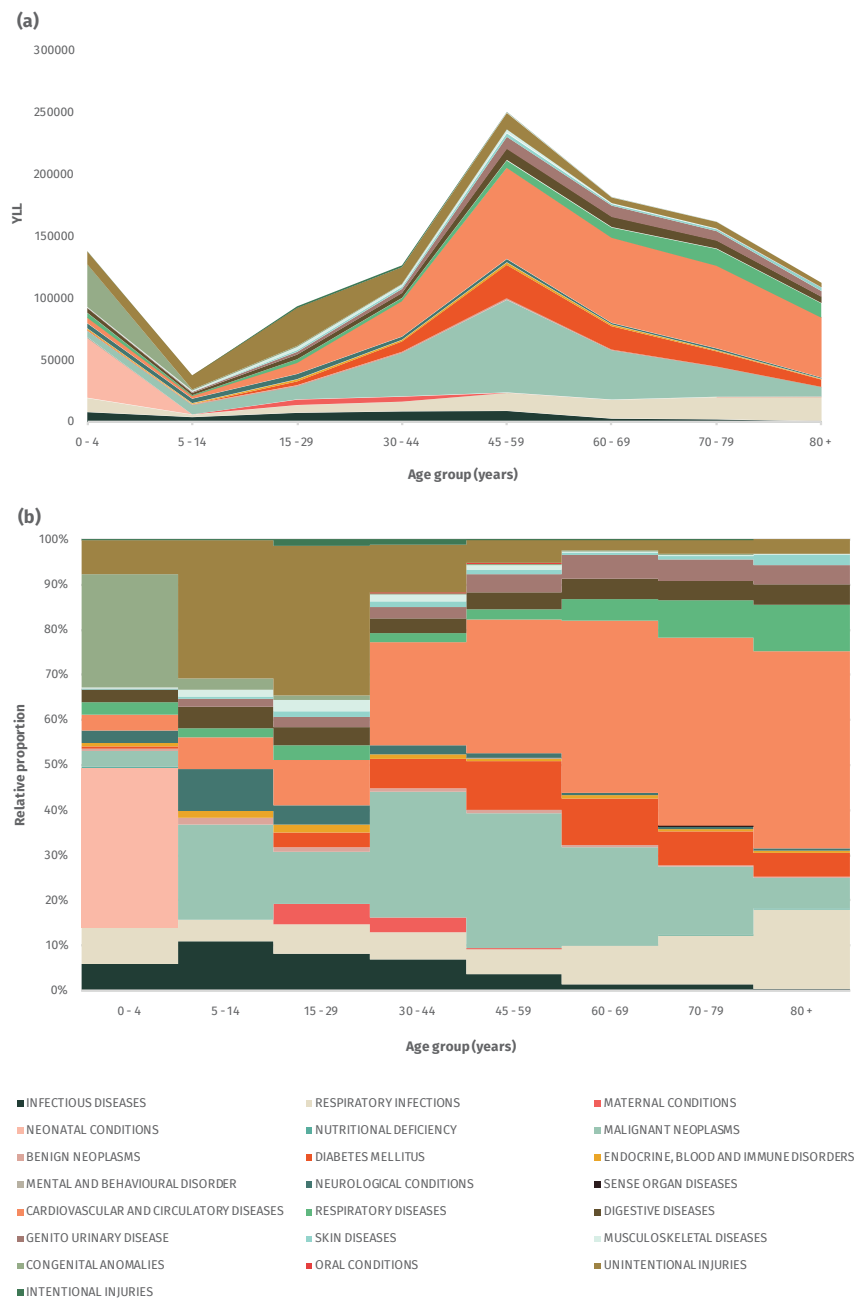 (a)
300000
250000
200000
150000
100000
50000
0
YLL
0 - 4 5 - 14 15 - 29 30 - 44 45 - 59 60 - 69 70 - 79 80 +
Age group (years)
(b)
100%
90%
80%
70%
60%
50%
40%
30%
20%
10%
0%
Relative proportion
0 - 4 5 - 14 15 - 29 30 - 44 45 - 59 60 - 69 70 - 79 80 +
Age group (years)
INFECTIOUS DISEASES RESPIRATORY INFECTIONS MATERNAL CONDITIONS
NEONATAL CONDITIONS NUTRITIONAL DEFICIENCY MALIGNANT NEOPLASMS
BENIGN NEOPLASMS DIABETES MELLITUS ENDOCRINE, BLOOD AND IMMUNE DISORDERS
MENTAL AND BEHAVIOURAL DISORDER NEUROLOGICAL CONDITIONS SENSE ORGAN DISEASES
CARDIOVASCULAR AND CIRCULATORY DISEASES RESPIRATORY DISEASES DIGESTIVE DISEASES
GENITO URINARY DISEASE SKIN DISEASES MUSCULOSKELETAL DISEASES
CONGENITAL ANOMALIES ORAL CONDITIONS UNINTENTIONAL INJURIES
INTENTIONAL INJURIES